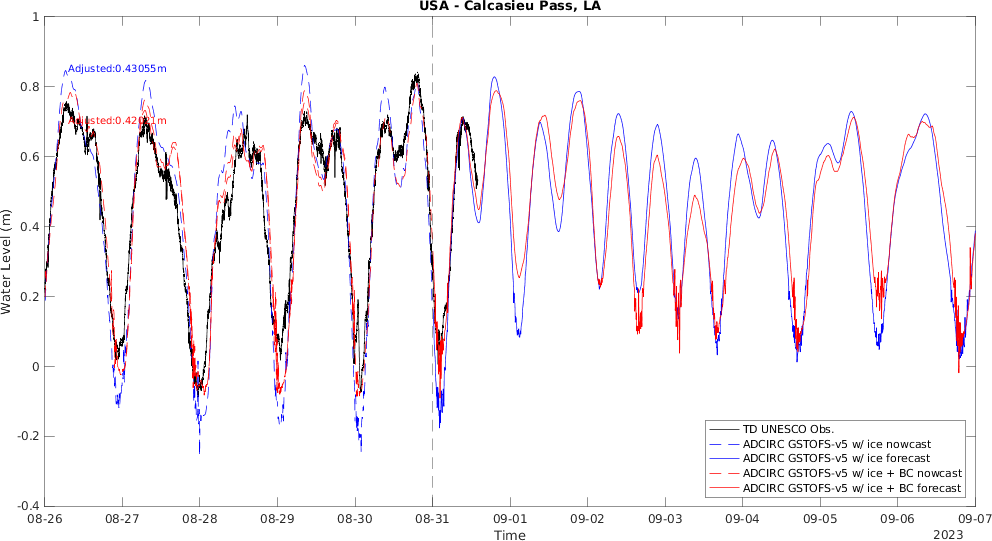 USA - Calcasieu Pass, LA
1
Adjusted:0.43055m
0.8
Adjusted:0.42 m
0.6
0.4
0.2
0
-0.2
-0.4
Water Level (m)
TD UNESCO Obs.
ADCIRC GSTOFS-v5 w/ ice nowcast
ADCIRC GSTOFS-v5 w/ ice forecast
ADCIRC GSTOFS-v5 w/ ice + BC nowcast
ADCIRC GSTOFS-v5 w/ ice + BC forecast
08-26 08-27 08-28 08-29 08-30 08-31 09-01 09-02 09-03 09-04 09-05 09-06 09-07
Time
2023